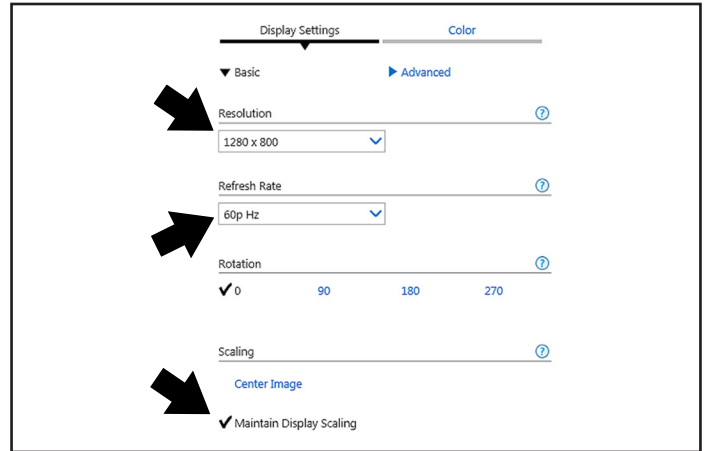 Display Settings Color
Basic Advanced
Resolution ?
1280 x 800
Refresh Rate ?
60p Hz
Rotation ?
0 90 180 270
Scaling ?
Center Image
Maintain Display Scaling